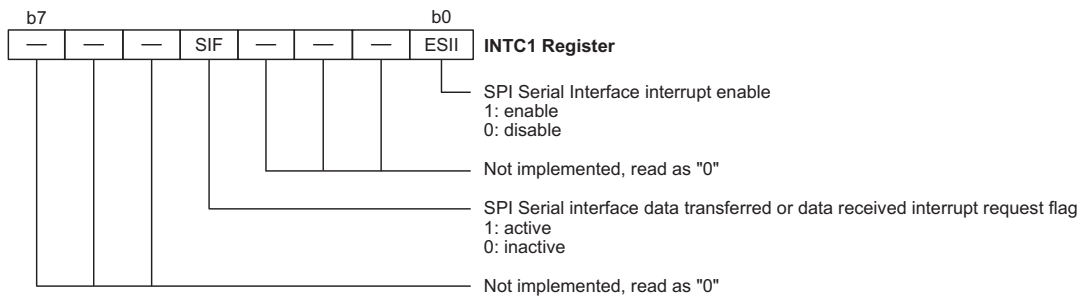 b7 b0
— — — SIF — — — ESII INTC1 Register
SPI Serial Interface interrupt enable
1: enable
0: disable
Not implemented, read as "0"
SPI Serial interface data transferred or data received interrupt request flag
1: active
0: inactive
Not implemented, read as "0"